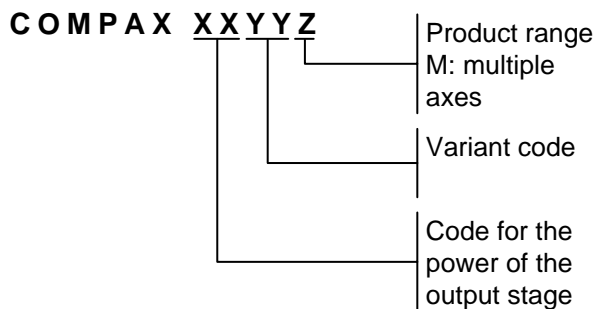 COMPAX XXYYZ
Product range
M: multiple
axes
Variant code
Code for the
power of the
output stage